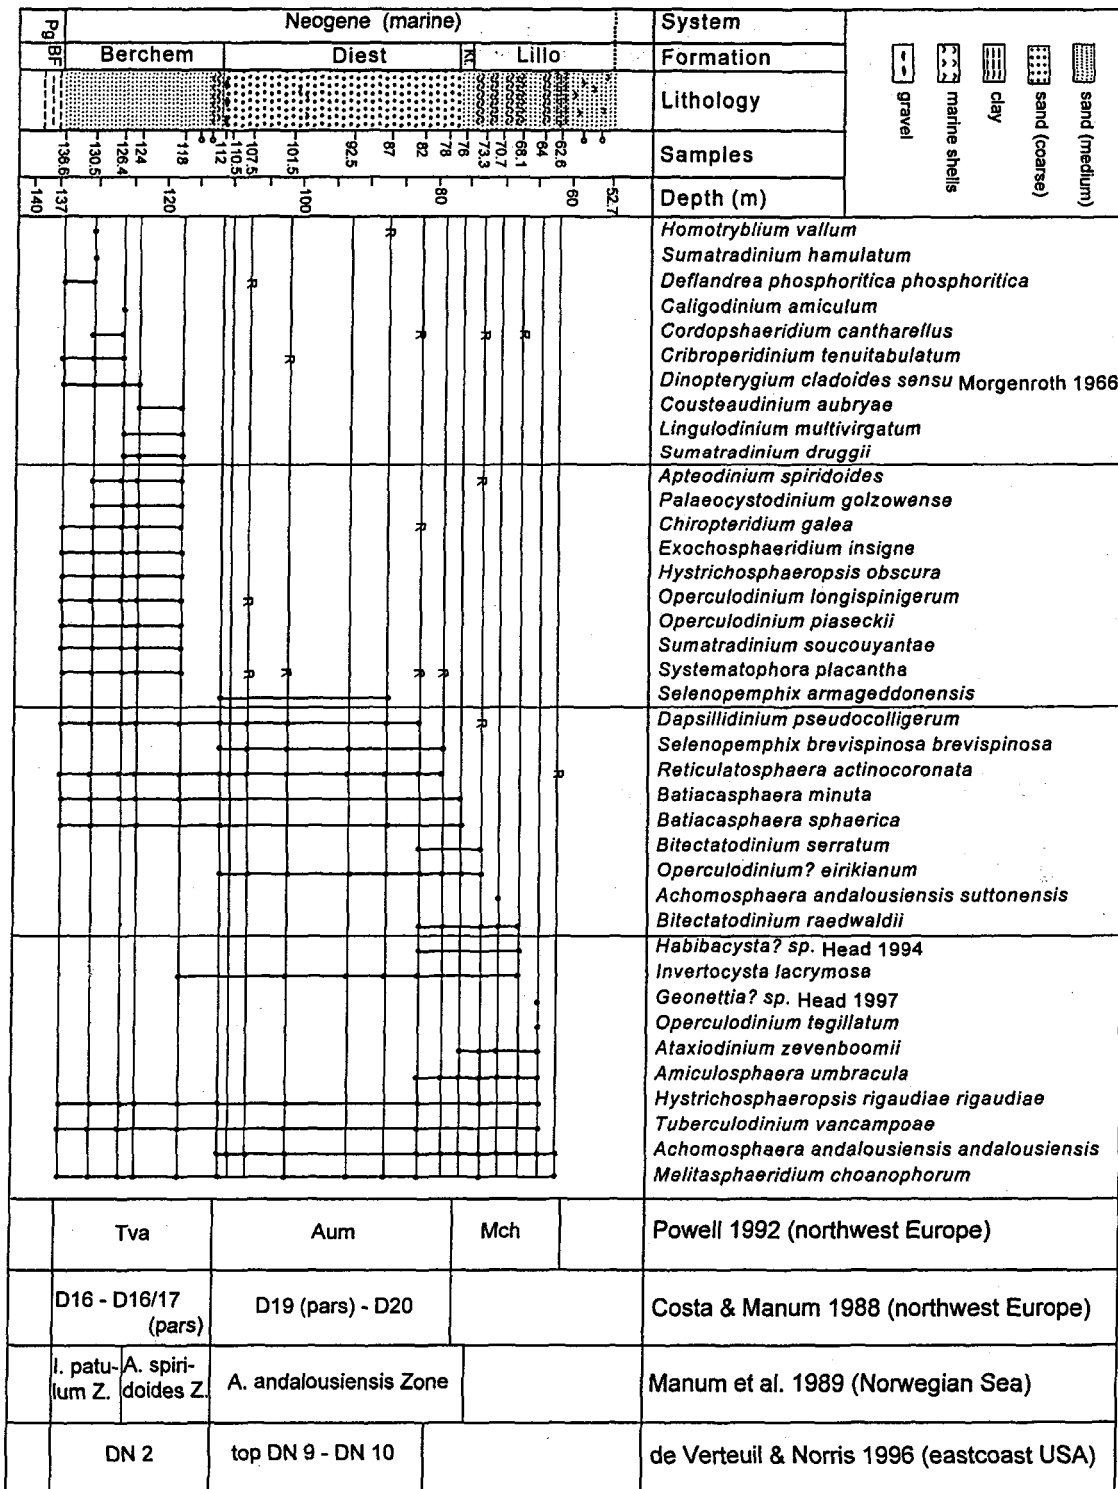 Neogene (marine)
System
Pg
BF
Berchem
Diest
Kt
Lillo
Formation
Lithology
Samples
136.6
130.5
126.4
124
118
112
110.5
107.5
101.5
92.5
87
82
78
76
73.3
70.7
68.1
64
62.6
Depth (m)
140
137
120
100
80
60
52.7
gravel
marine shells
clay
sand (coarse)
sand (medium)
Homotryblium vallum
R
Sumatradinium hamulatum
Deflandrea phosphoritica phosphoritica
R
Caligodinium amiculum
Cordopshaeridium cantharellus
R R R
Cribroperidinium tenuitabulatum
R
Dinopterygium cladoides sensu Morgenroth 1966
Cousteaudinium aubryae
Lingulodinium multivirgatum
Sumatradinium druggii
Apteodinium spiridoides
R
Palaeocystodinium golzowense
Chiropteridium galea
R
Exochosphaeridium insigne
Hystrichosphaeropsis obscura
Operculodinium longispinigerum
R
Operculodinium piaseckii
Sumatradinium soucouyantae
Systematophora placantha
R R R R
Selenopemphix armageddonensis
Dapsillidinium pseudocolligerum
R
Selenopemphix brevispinosa brevispinosa
Reticulatosphaera actinocoronata
R
Batiacasphaera minuta
Batiacasphaera sphaerica
Bitectatodinium serratum
Operculodinium? eirikianum
Achomosphaera andalousiensis suttonensis
Bitectatodinium raedwaldii
Habibacysta? sp. Head 1994
Invertocysta lacrymosa
Geonettia? sp. Head 1997
Operculodinium tegillatum
Ataxiodinium zevenboomii
Amiculosphaera umbracula
Hystrichosphaeropsis rigaudiae rigaudiae
Tuberculodinium vancampoae
Achomosphaera andalousiensis andalousiensis
Melitasphaeridium choanophorum
Tva Aum Mch Powell 1992 (northwest Europe)
D16 - D16/17
(pars)
D19 (pars) - D20
Costa & Manum 1988 (northwest Europe)
I. patu-
lum Z.
A. spiri-
doides Z.
A. andalousiensis Zone
Manum et al. 1989 (Norwegian Sea)
DN 2 top DN 9 - DN 10 de Verteuil & Norris 1996 (eastcoast USA)